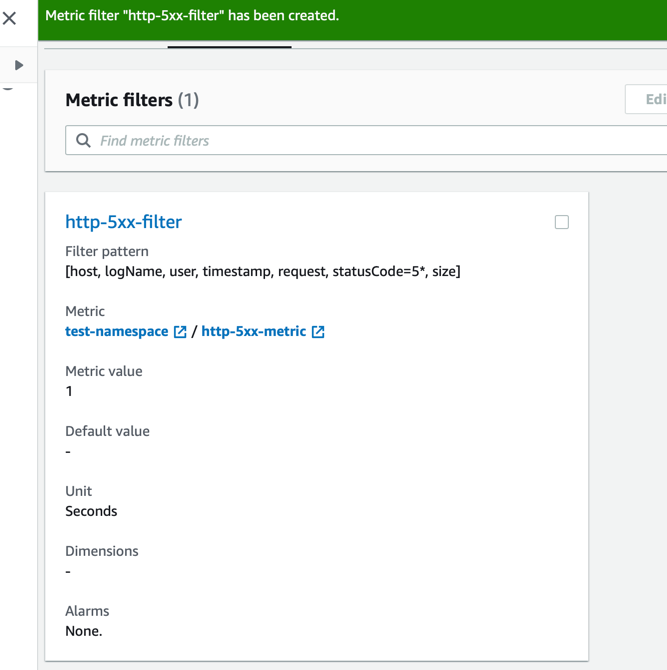 Metric filter "http-5xx-filter" has been created.
Metric filters (1)
Edi
Find metric filters
http-5xx-filter
Filter pattern
[host, logName, user, timestamp, request, statusCode=5*, size]
Metric
test-namespace / http-5xx-metric
Metric value
1
Default value
-
Unit
Seconds
Dimensions
-
Alarms
None.